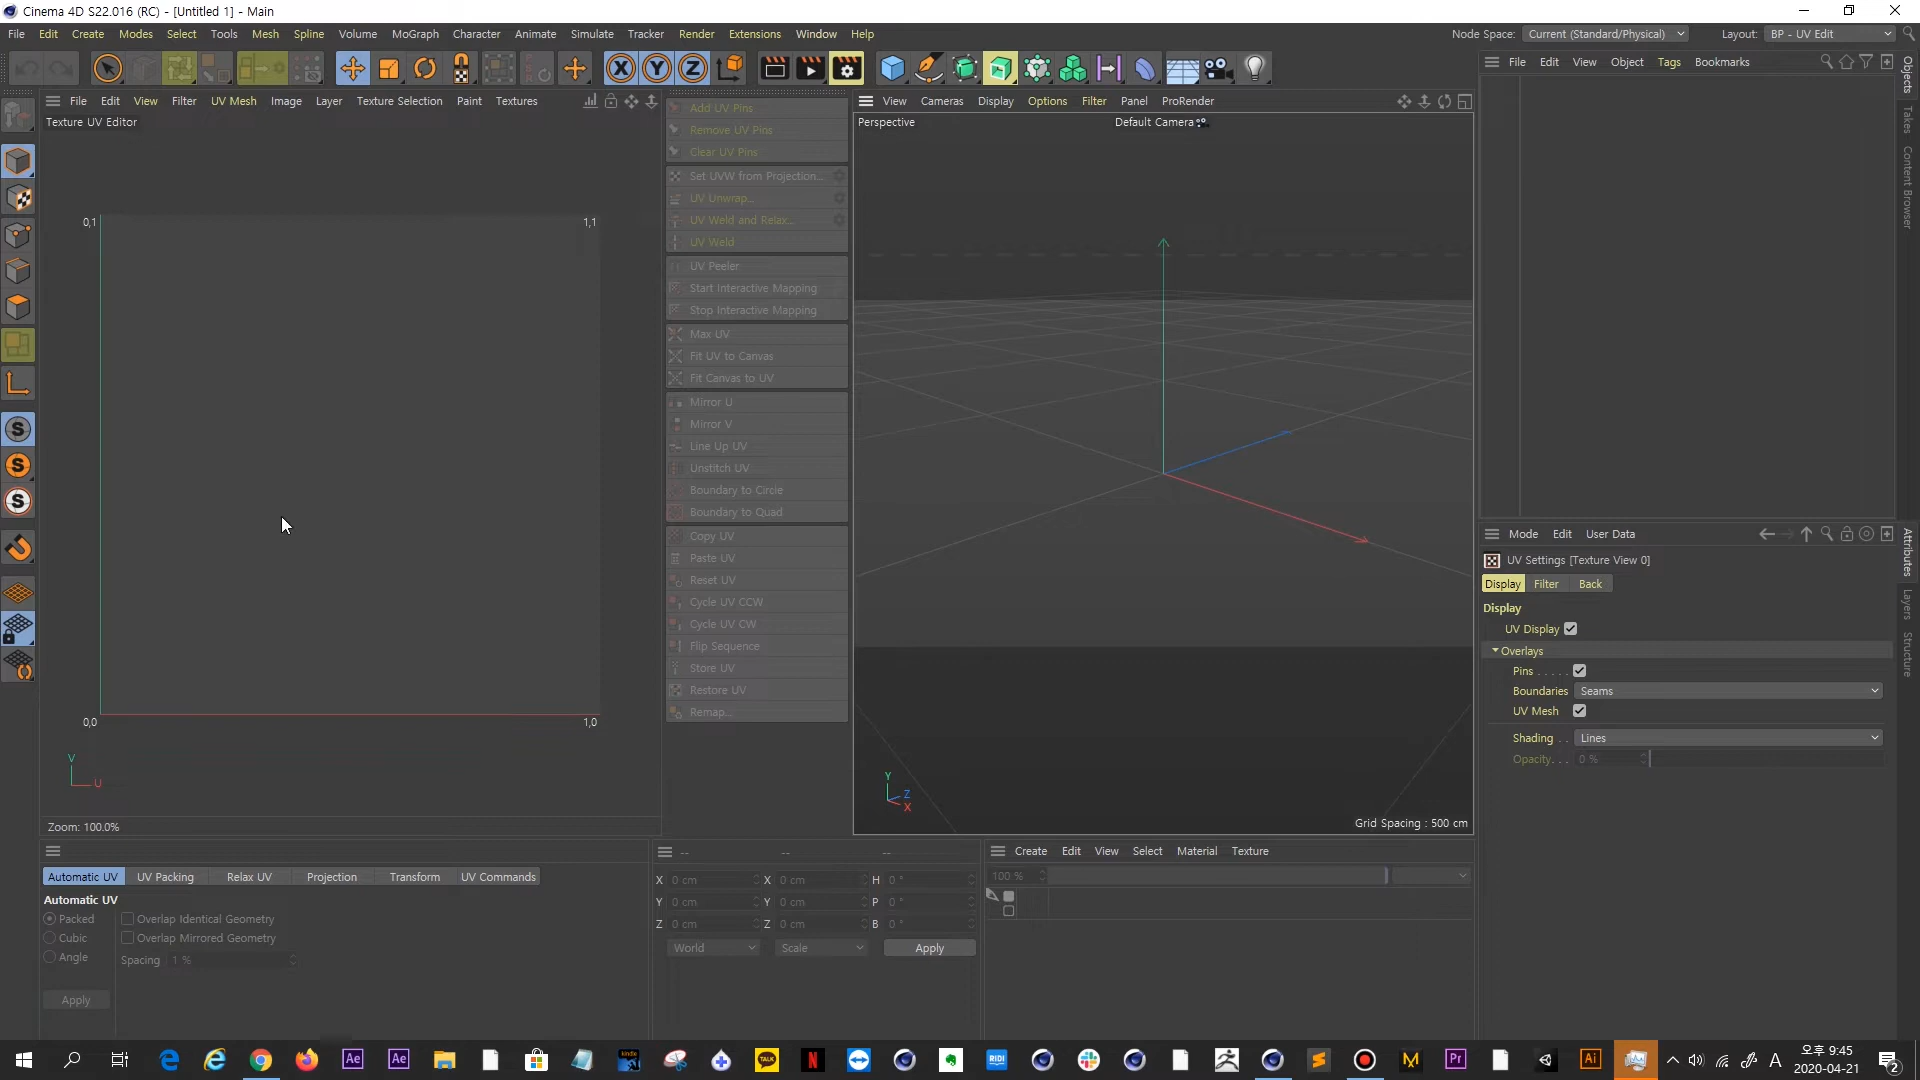 Cinema 4D S22.016 (RC) - [Untitled 1] - Main
File Edit Create Modes Select Tools Mesh Spline Volume MoGraph Character Animate Simulate Tracker Render Extensions Window Help
Node Space: Current (Standard/Physical) Layout: BP - UV Edit
File Edit View Filter UV Mesh Image Layer Texture Selection Paint Textures
Texture UV Editor
0,1
1,1
0,0
1,0
V
U
Zoom: 100.0%
Add UV Pins
Remove UV Pins
Clear UV Pins
Set UVW from Projection...
UV Unwrap...
UV Weld and Relax...
UV Weld
UV Peeler
Start Interactive Mapping
Stop Interactive Mapping
Max UV
Fit UV to Canvas
Fit Canvas to UV
Mirror U
Mirror V
Line Up UV
Unstitch UV
Boundary to Circle
Boundary to Quad
Copy UV
Paste UV
Reset UV
Cycle UV CCW
Cycle UV CW
Flip Sequence
Store UV
Restore UV
Remap...
View Cameras Display Options Filter Panel ProRender
Perspective
Default Camera
Y
Z
X
Grid Spacing : 500 cm
File Edit View Object Tags Bookmarks
Objects
Takes
Content Browser
Mode Edit User Data
UV Settings [Texture View 0]
Display Filter Back
Display
UV Display
Overlays
Pins . . . . .
Boundaries Seams
UV Mesh
Shading . . Lines
Opacity. . . 0 %
Attributes
Layers
Structure
Automatic UV UV Packing Relax UV Projection Transform UV Commands
Automatic UV
Packed Overlap Identical Geometry
Cubic Overlap Mirrored Geometry
Angle Spacing 1 %
Apply
-- -- --
X 0 cm X 0 cm H 0 °
Y 0 cm Y 0 cm P 0 °
Z 0 cm Z 0 cm B 0 °
World Scale Apply
Create Edit View Select Material Texture
100 %
오후 9:45
2020-04-21
A